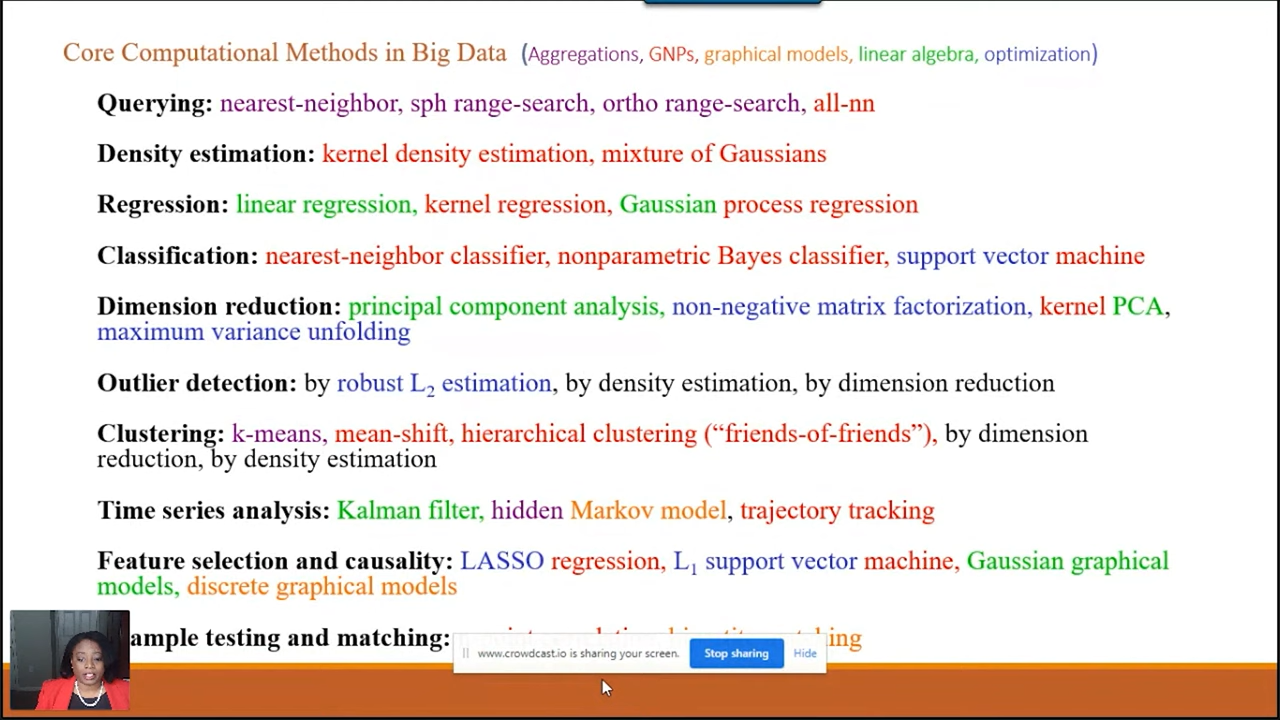 Core Computational Methods in Big Data (Aggregations, GNPs, graphical models, linear algebra, optimization)
Querying: nearest-neighbor, sph range-search, ortho range-search, all-nn
Density estimation: kernel density estimation, mixture of Gaussians
Regression: linear regression, kernel regression, Gaussian process regression
Classification: nearest-neighbor classifier, nonparametric Bayes classifier, support vector machine
Dimension reduction: principal component analysis, non-negative matrix factorization, kernel PCA,
maximum variance unfolding
Outlier detection: by robust L2 estimation, by density estimation, by dimension reduction
Clustering: k-means, mean-shift, hierarchical clustering (“friends-of-friends”), by dimension
reduction, by density estimation
Time series analysis: Kalman filter, hidden Markov model, trajectory tracking
Feature selection and causality: LASSO regression, L1 support vector machine, Gaussian graphical
models, discrete graphical models
ample testing and matching:
www.crowdcast.io is sharing your screen. Stop sharing Hide